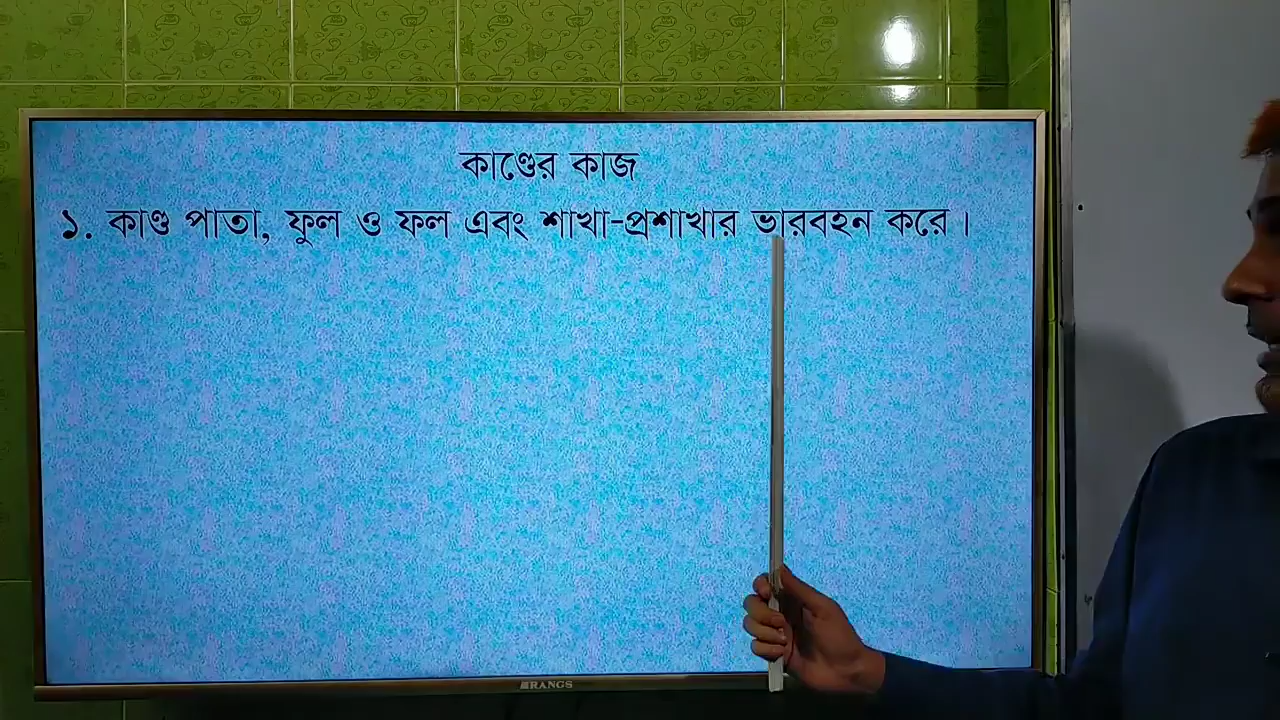 কাণ্ডের কাজ
১. কাণ্ড পাতা, ফুল ও ফল এবং শাখা-প্রশাখার ভারবহন করে।
RANGS